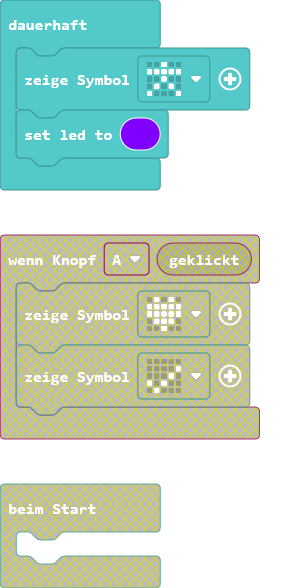 dauerhaft
zeige Symbol
set led to
wenn Knopf A geklickt
zeige Symbol
zeige Symbol
beim Start